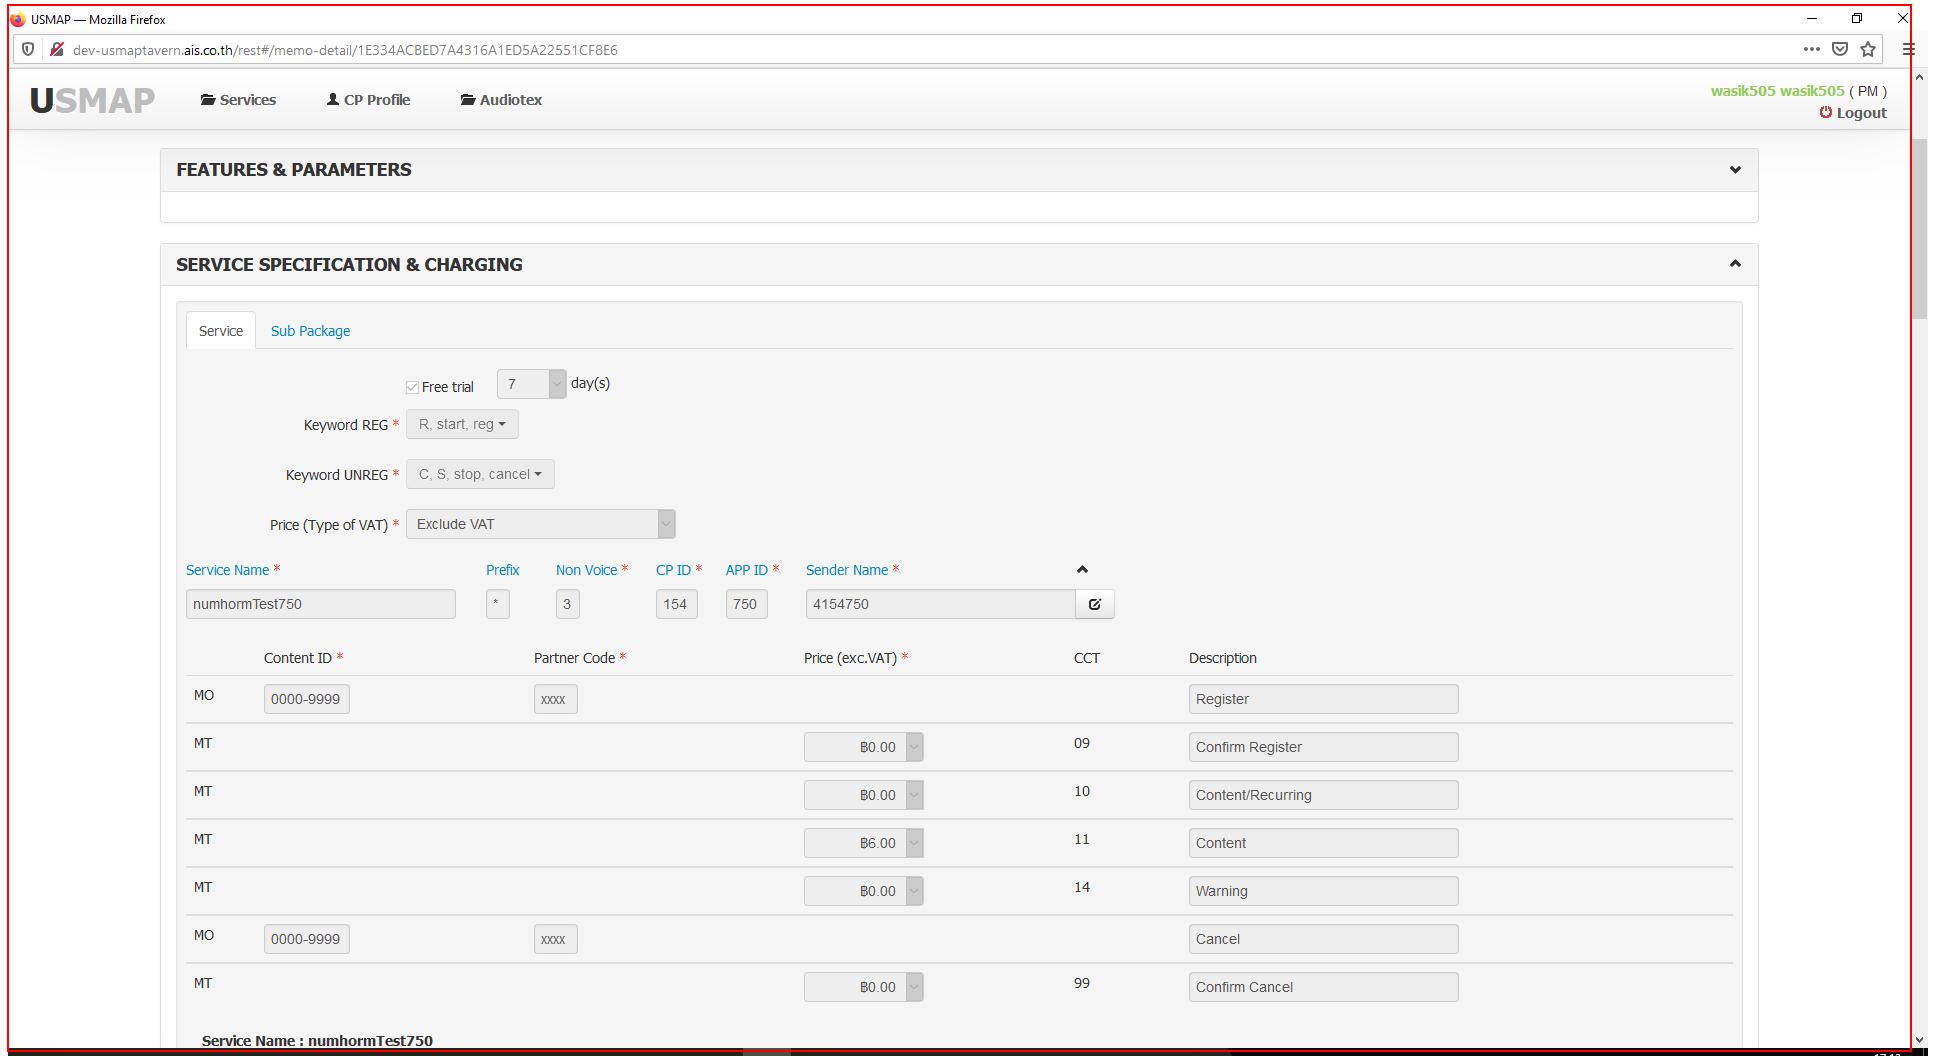 USMAP — Mozilla Firefox
dev-usmaptavern.ais.co.th/rest#/memo-detail/1E334ACBED7A4316A1ED5A22551CF8E6
USMAP Services CP Profile Audiotex wasik505 wasik505 ( PM )
Logout
FEATURES & PARAMETERS
SERVICE SPECIFICATION & CHARGING
Service Sub Package
Free trial 7 day(s)
Keyword REG * R, start, reg
Keyword UNREG * C, S, stop, cancel
Price (Type of VAT) * Exclude VAT
Service Name * Prefix Non Voice * CP ID * APP ID * Sender Name *
numhormTest750 * 3 154 750 4154750
Content ID * Partner Code * Price (exc.VAT) * CCT Description
MO 0000-9999 xxxx Register
MT ฿0.00 09 Confirm Register
MT ฿0.00 10 Content/Recurring
MT ฿6.00 11 Content
MT ฿0.00 14 Warning
MO 0000-9999 xxxx Cancel
MT ฿0.00 99 Confirm Cancel
Service Name : numhormTest750